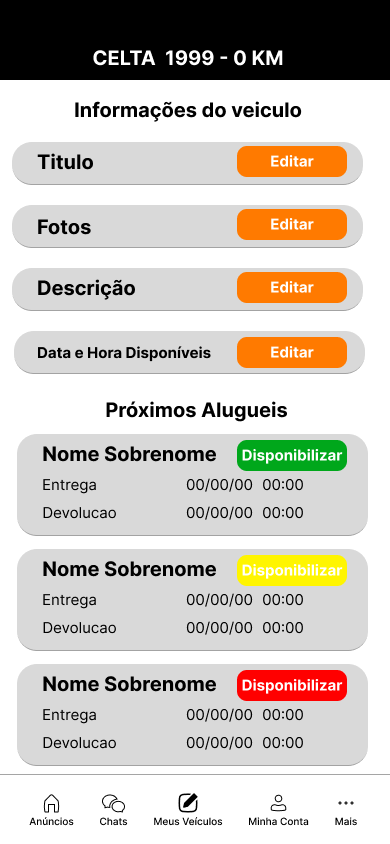 CELTA 1999 - 0 KM
Informações do veiculo
Titulo Editar
Fotos Editar
Descrição Editar
Data e Hora Disponíveis Editar
Próximos Alugueis
Nome Sobrenome Disponibilizar
Entrega 00/00/00 00:00
Devolucao 00/00/00 00:00
Nome Sobrenome Disponibilizar
Entrega 00/00/00 00:00
Devolucao 00/00/00 00:00
Nome Sobrenome Disponibilizar
Entrega 00/00/00 00:00
Devolucao 00/00/00 00:00
Anúncios Chats Meus Veículos Minha Conta Mais